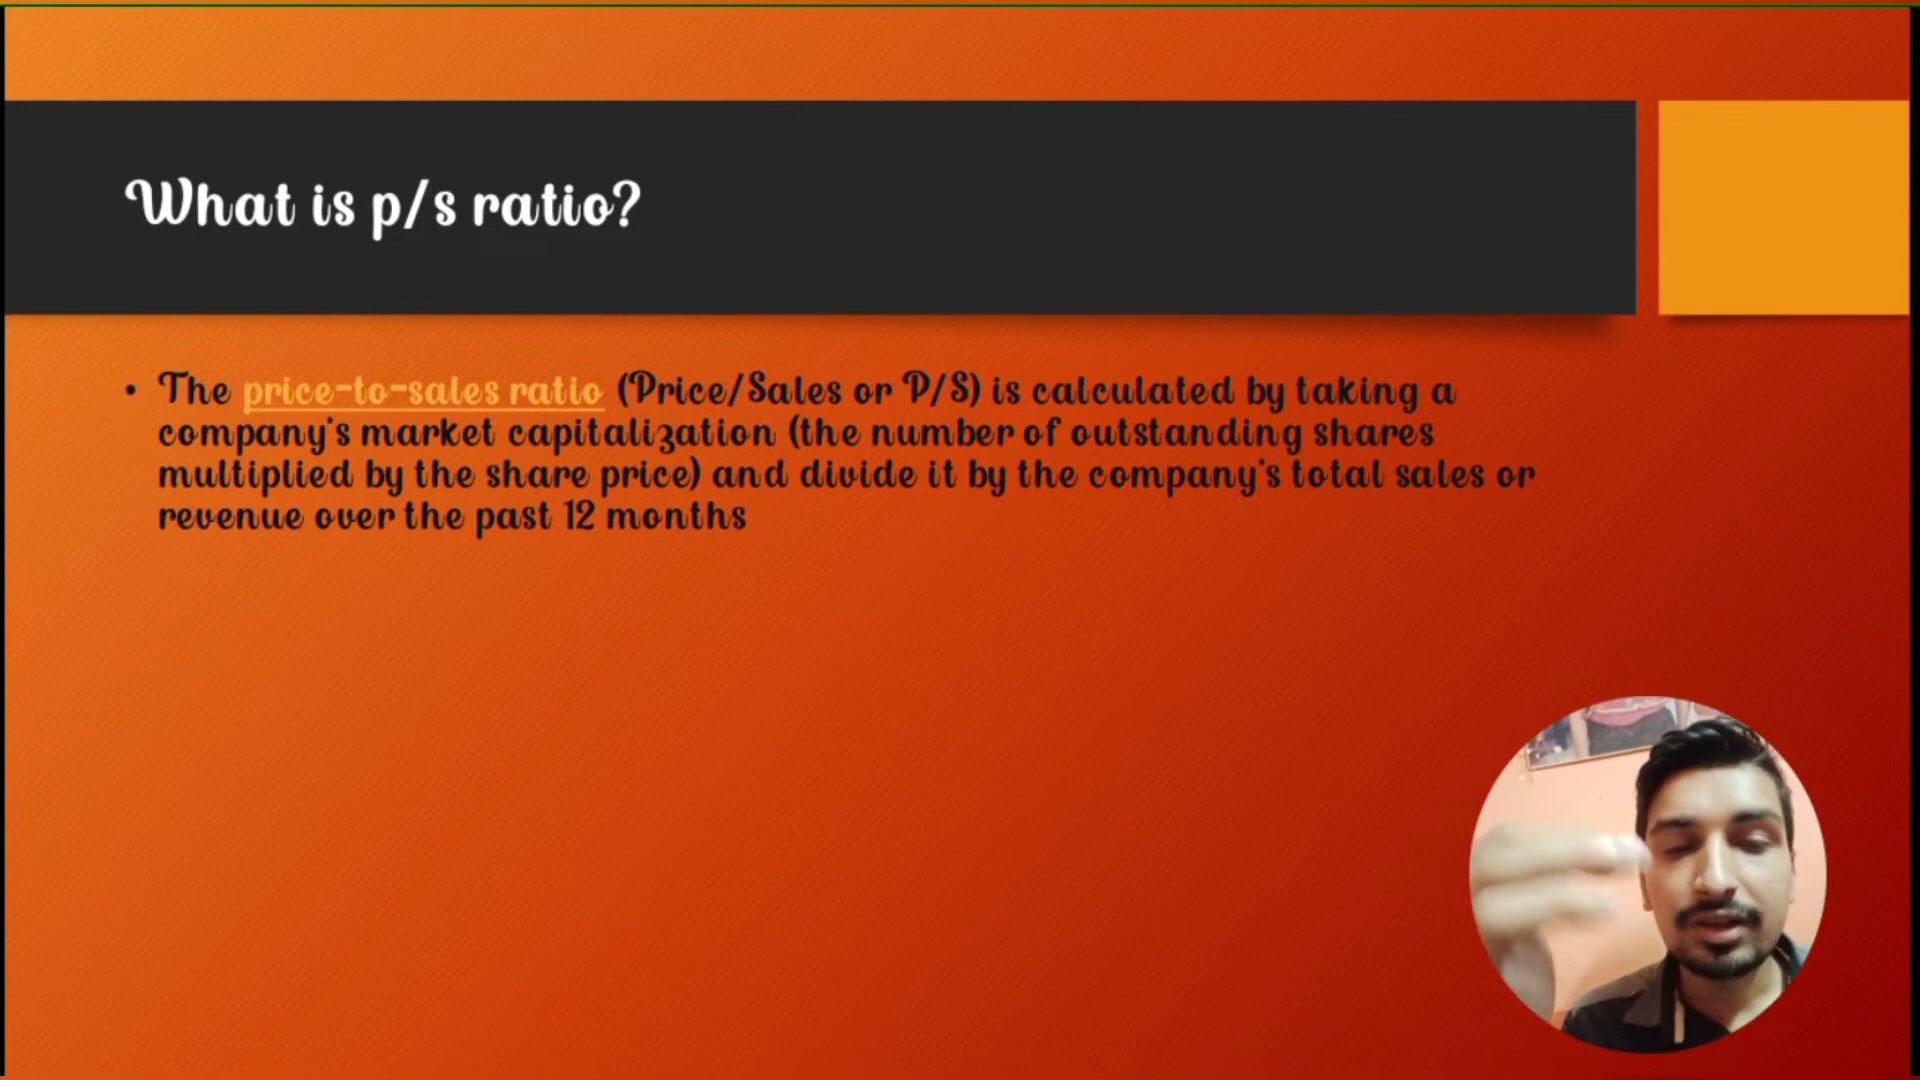 What is p/s ratio?
• The price-to-sales ratio (Price/Sales or P/S) is calculated by taking a
company's market capitalization (the number of outstanding shares
multiplied by the share price) and divide it by the company's total sales or
revenue over the past 12 months